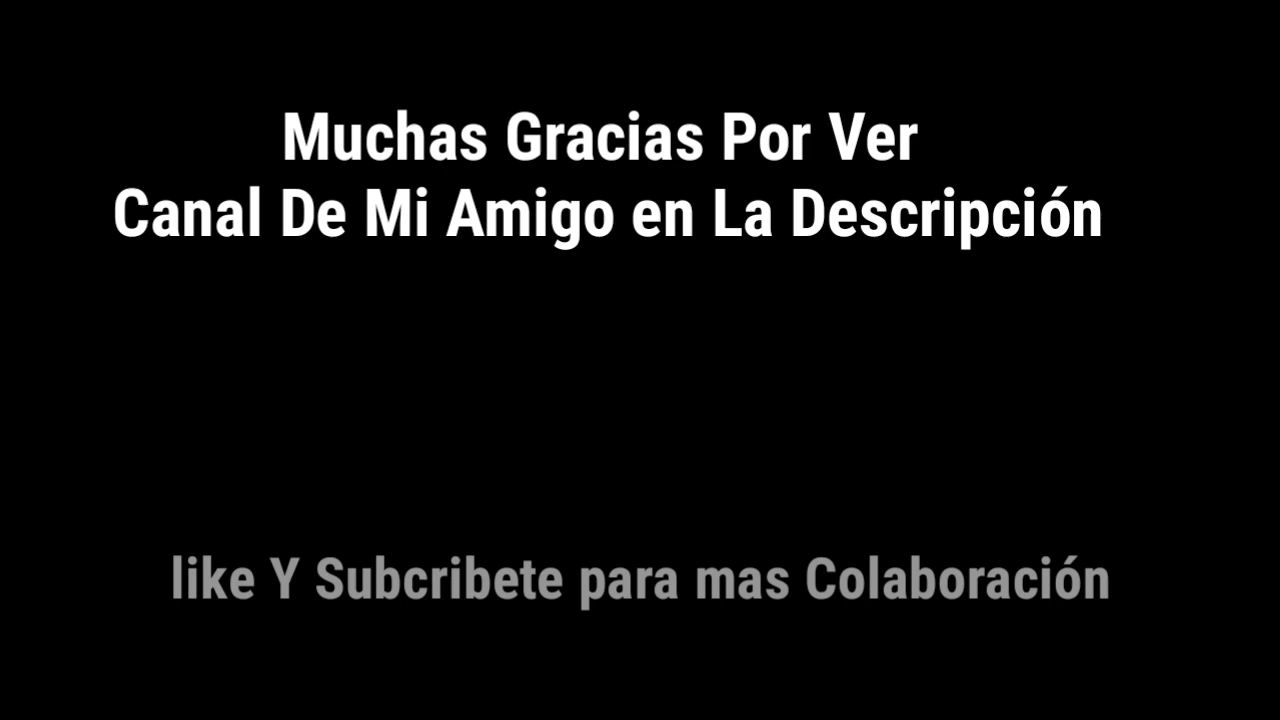 Muchas Gracias Por Ver
Canal De Mi Amigo en La Descripción
like Y Subcribete para mas Colaboración